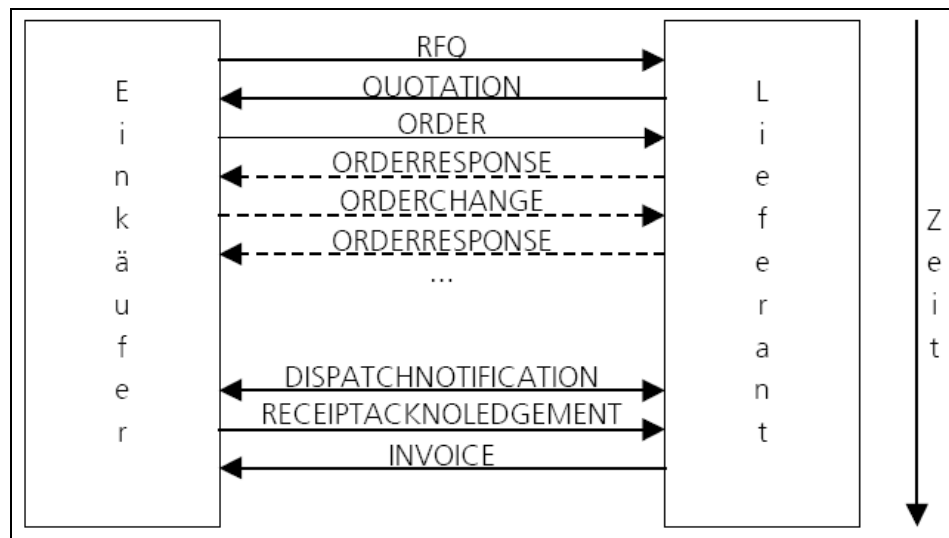 Einkäufer
RFQ
QUOTATION
ORDER
ORDERRESPONSE
ORDERCHANGE
ORDERRESPONSE
...
DISPATCHNOTIFICATION
RECEIPTACKNOLEDGEMENT
INVOICE
Lieferant
Zeit